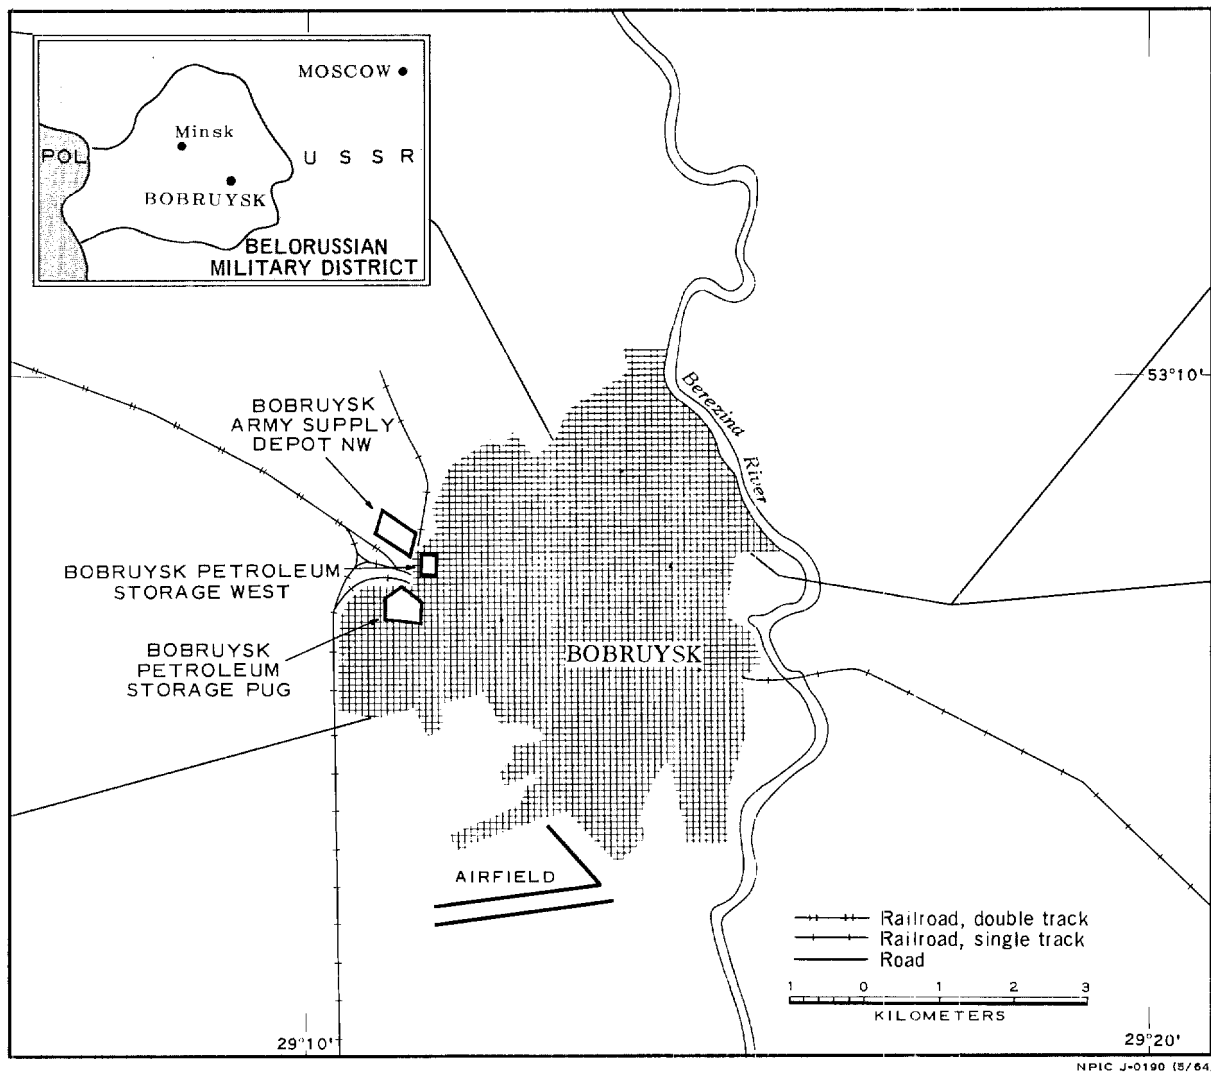 MOSCOW
Minsk
POL
U S S R
BOBRUYSK
BELORUSSIAN
MILITARY DISTRICT
53°10'
Berezina
River
BOBRUYSK
ARMY SUPPLY
DEPOT NW
BOBRUYSK PETROLEUM
STORAGE WEST
BOBRUYSK
PETROLEUM
STORAGE PUG
BOBRUYSK
AIRFIELD
Railroad, double track
Railroad, single track
Road
1 0 1 2 3
KILOMETERS
29°10'
29°20'
NPIC J-0190 (5/64